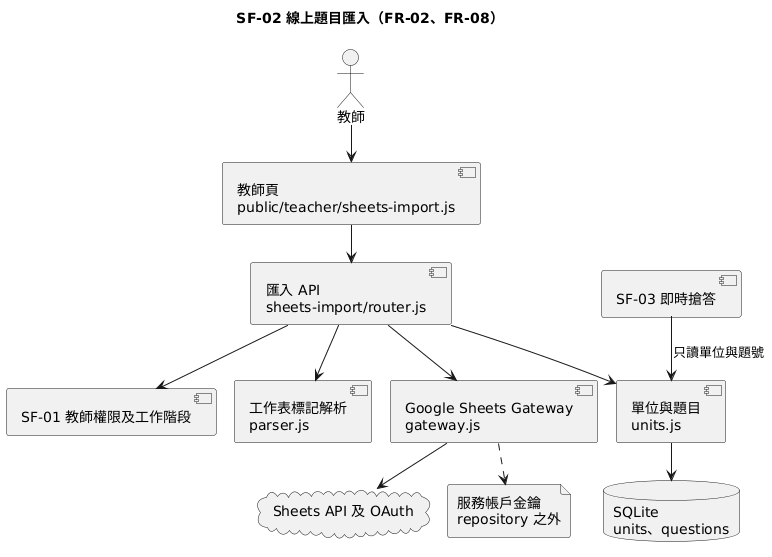 SF-02 線上題目匯入（FR-02、FR-08）
教師
教師頁
public/teacher/sheets-import.js
匯入 API
sheets-import/router.js
SF-03 即時搶答
只讀單位與題號
SF-01 教師權限及工作階段
工作表標記解析
parser.js
Google Sheets Gateway
gateway.js
單位與題目
units.js
Sheets API 及 OAuth
服務帳戶金鑰
repository 之外
SQLite
units、questions